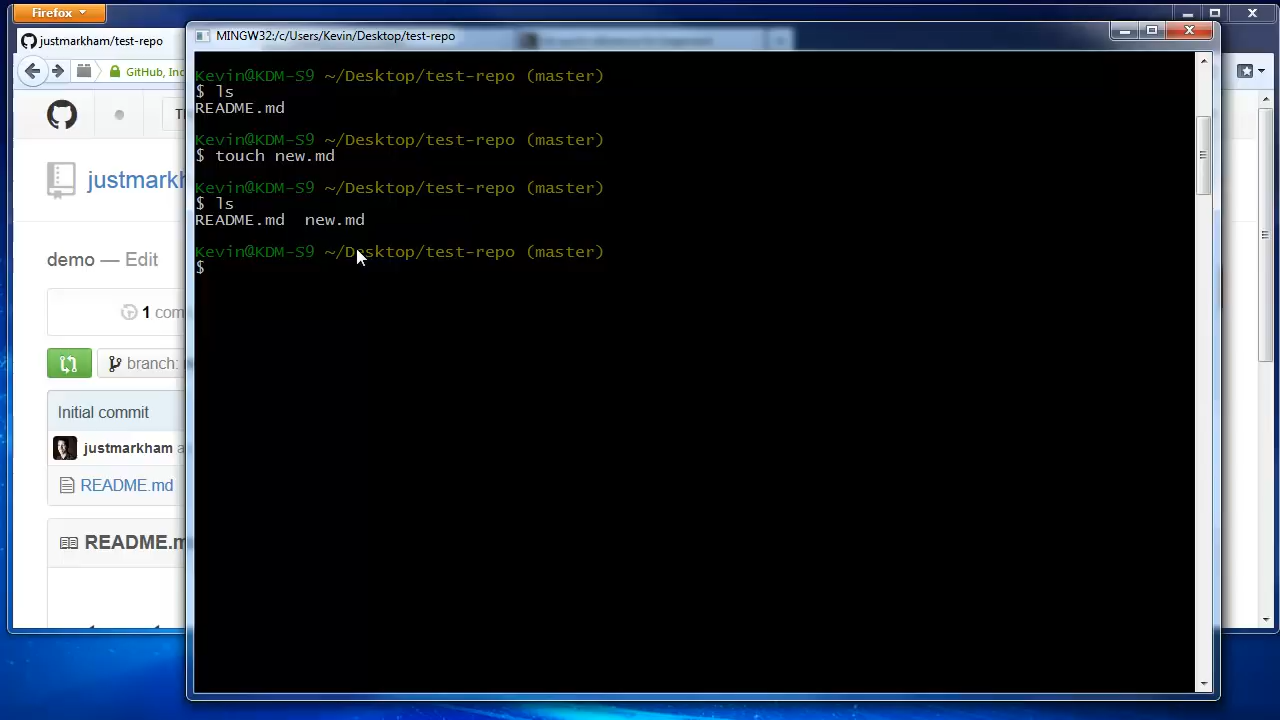 Firefox
justmarkham/test-repo
MINGW32:/c/Users/Kevin/Desktop/test-repo
GitHub, Inc
Kevin@KDM-S9 ~/Desktop/test-repo (master)
$ ls
README.md
Kevin@KDM-S9 ~/Desktop/test-repo (master)
$ touch new.md
Kevin@KDM-S9 ~/Desktop/test-repo (master)
$ ls
README.md new.md
Kevin@KDM-S9 ~/Desktop/test-repo (master)
$
justmarkh
demo — Edit
1 com
branch:
Initial commit
justmarkham a
README.md
README.m